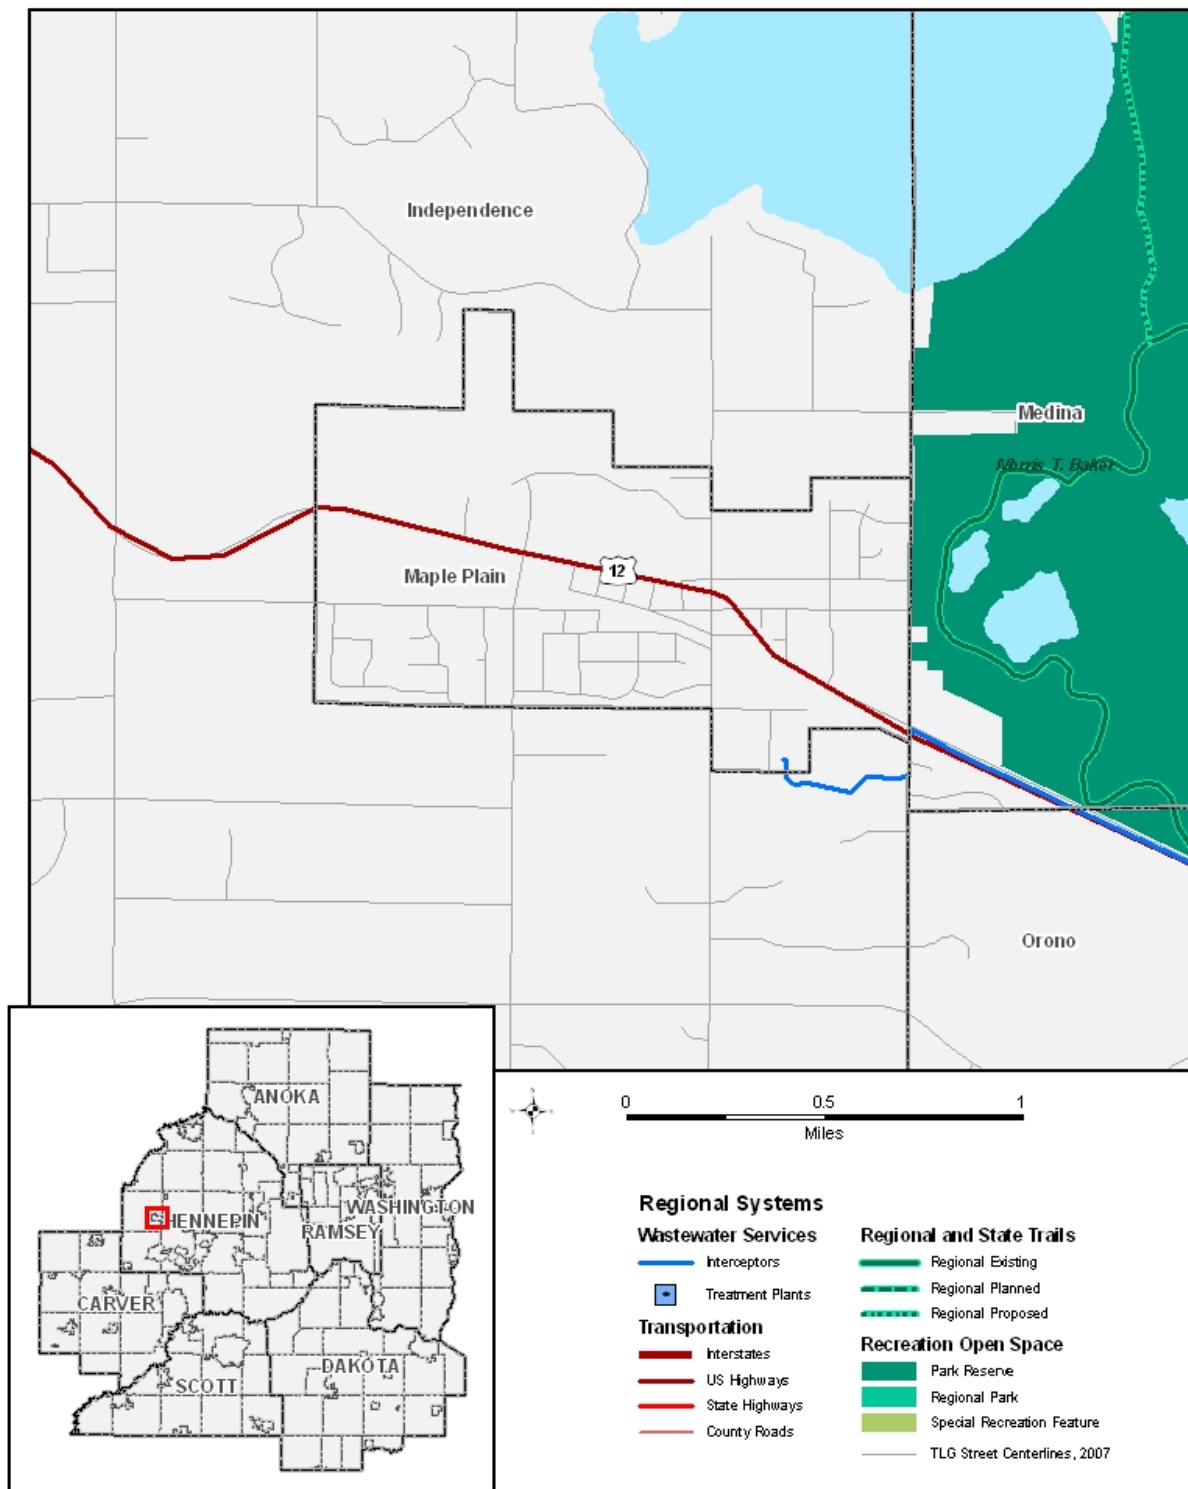 Independence
Medina
Morris T. Baker
12
Maple Plain
Orono
ANOKA
WASHINGTON
HENNEPIN
RAMSEY
CARVER
DAKOTA
SCOTT
0 0.5 1
Miles
Regional Systems
Wastewater Services
Interceptors
Treatment Plants
Transportation
Interstates
US Highways
State Highways
County Roads
Regional and State Trails
Regional Existing
Regional Planned
Regional Proposed
Recreation Open Space
Park Reserve
Regional Park
Special Recreation Feature
TLG Street Centerlines, 2007